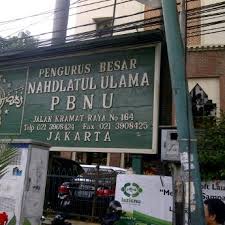 PENGURUS BESAR
NAHDLATUL ULAMA
PBNU
JALAN KRAMAT RAYA No 164
Telp 021 3908424 Fax 021 3908425
JAKARTA